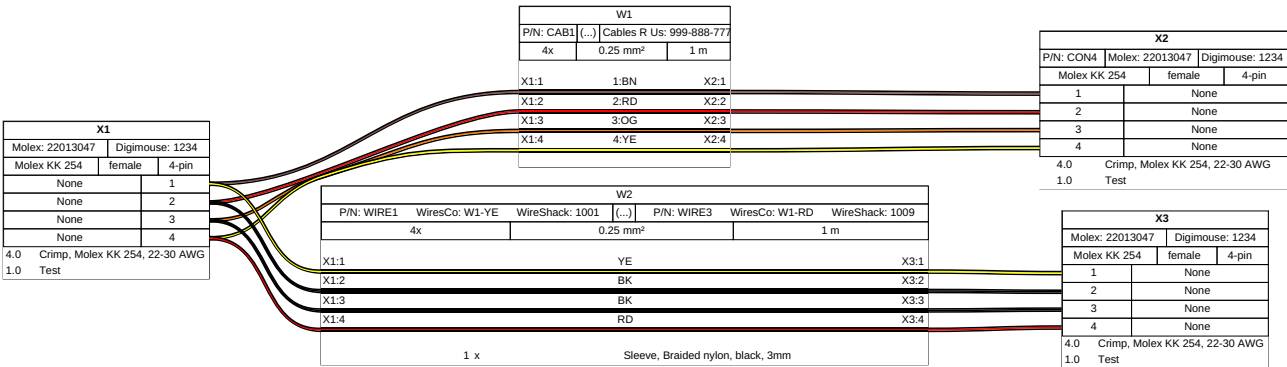 W1
P/N: CAB1 (...) Cables R Us: 999-888-777
4x 0.25 mm² 1 m
X1:1 1:BN X2:1
X1:2 2:RD X2:2
X1:3 3:OG X2:3
X1:4 4:YE X2:4
X2
P/N: CON4 Molex: 22013047 Digimouse: 1234
Molex KK 254 female 4-pin
1 None
2 None
3 None
4 None
4.0 Crimp, Molex KK 254, 22-30 AWG
1.0 Test
X1
Molex: 22013047 Digimouse: 1234
Molex KK 254 female 4-pin
None 1
None 2
None 3
None 4
4.0 Crimp, Molex KK 254, 22-30 AWG
1.0 Test
W2
P/N: WIRE1 WiresCo: W1-YE WireShack: 1001 (...) P/N: WIRE3 WiresCo: W1-RD WireShack: 1009
4x 0.25 mm² 1 m
X1:1 YE X3:1
X1:2 BK X3:2
X1:3 BK X3:3
X1:4 RD X3:4
1 x Sleeve, Braided nylon, black, 3mm
X3
Molex: 22013047 Digimouse: 1234
Molex KK 254 female 4-pin
1 None
2 None
3 None
4 None
4.0 Crimp, Molex KK 254, 22-30 AWG
1.0 Test